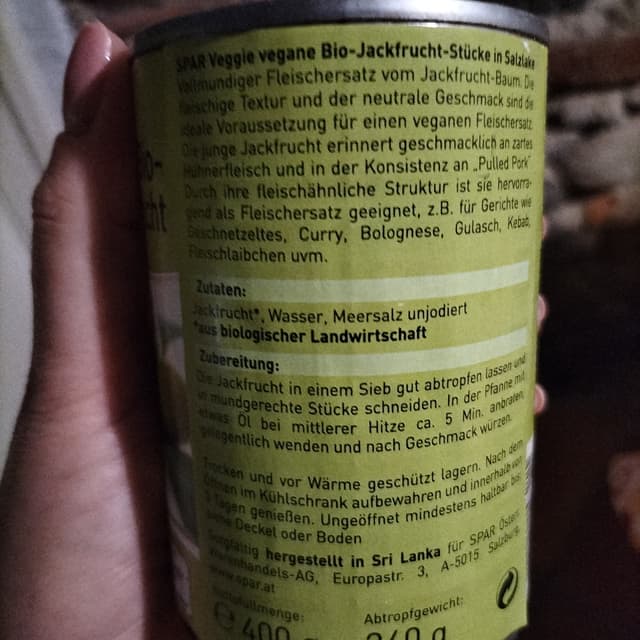 SPAR Veggie vegane Bio-Jackfrucht-Stücke in Salzlake
Vollmundiger Fleischersatz vom Jackfrucht-Baum. Die
fleischige Textur und der neutrale Geschmack sind die
ideale Voraussetzung für einen veganen Fleischersatz.
Die junge Jackfrucht erinnert geschmacklich an zartes
Hühnerfleisch und in der Konsistenz an „Pulled Pork"
Durch ihre fleischähnliche Struktur ist sie hervorra-
gend als Fleischersatz geeignet, z.B. für Gerichte wie
Geschnetzeltes, Curry, Bolognese, Gulasch, Kebab,
Fleischlaibchen uvm.
Zutaten:
Jackfrucht*, Wasser, Meersalz unjodiert
*aus biologischer Landwirtschaft
Zubereitung:
Die Jackfrucht in einem Sieb gut abtropfen lassen und
in mundgerechte Stücke schneiden. In der Pfanne mit
etwas Öl bei mittlerer Hitze ca. 5 Min. anbraten,
gelegentlich wenden und nach Geschmack würzen.
Trocken und vor Wärme geschützt lagern. Nach dem
Öffnen im Kühlschrank aufbewahren und innerhalb von
Tagen genießen. Ungeöffnet mindestens haltbar bis:
siehe Deckel oder Boden
Sorgfältig hergestellt in Sri Lanka für SPAR Österr.
Warenhandels-AG, Europastr. 3, A-5015 Salzburg,
www.spar.at
Abtropfgewicht:
℮ 400 g
240 g